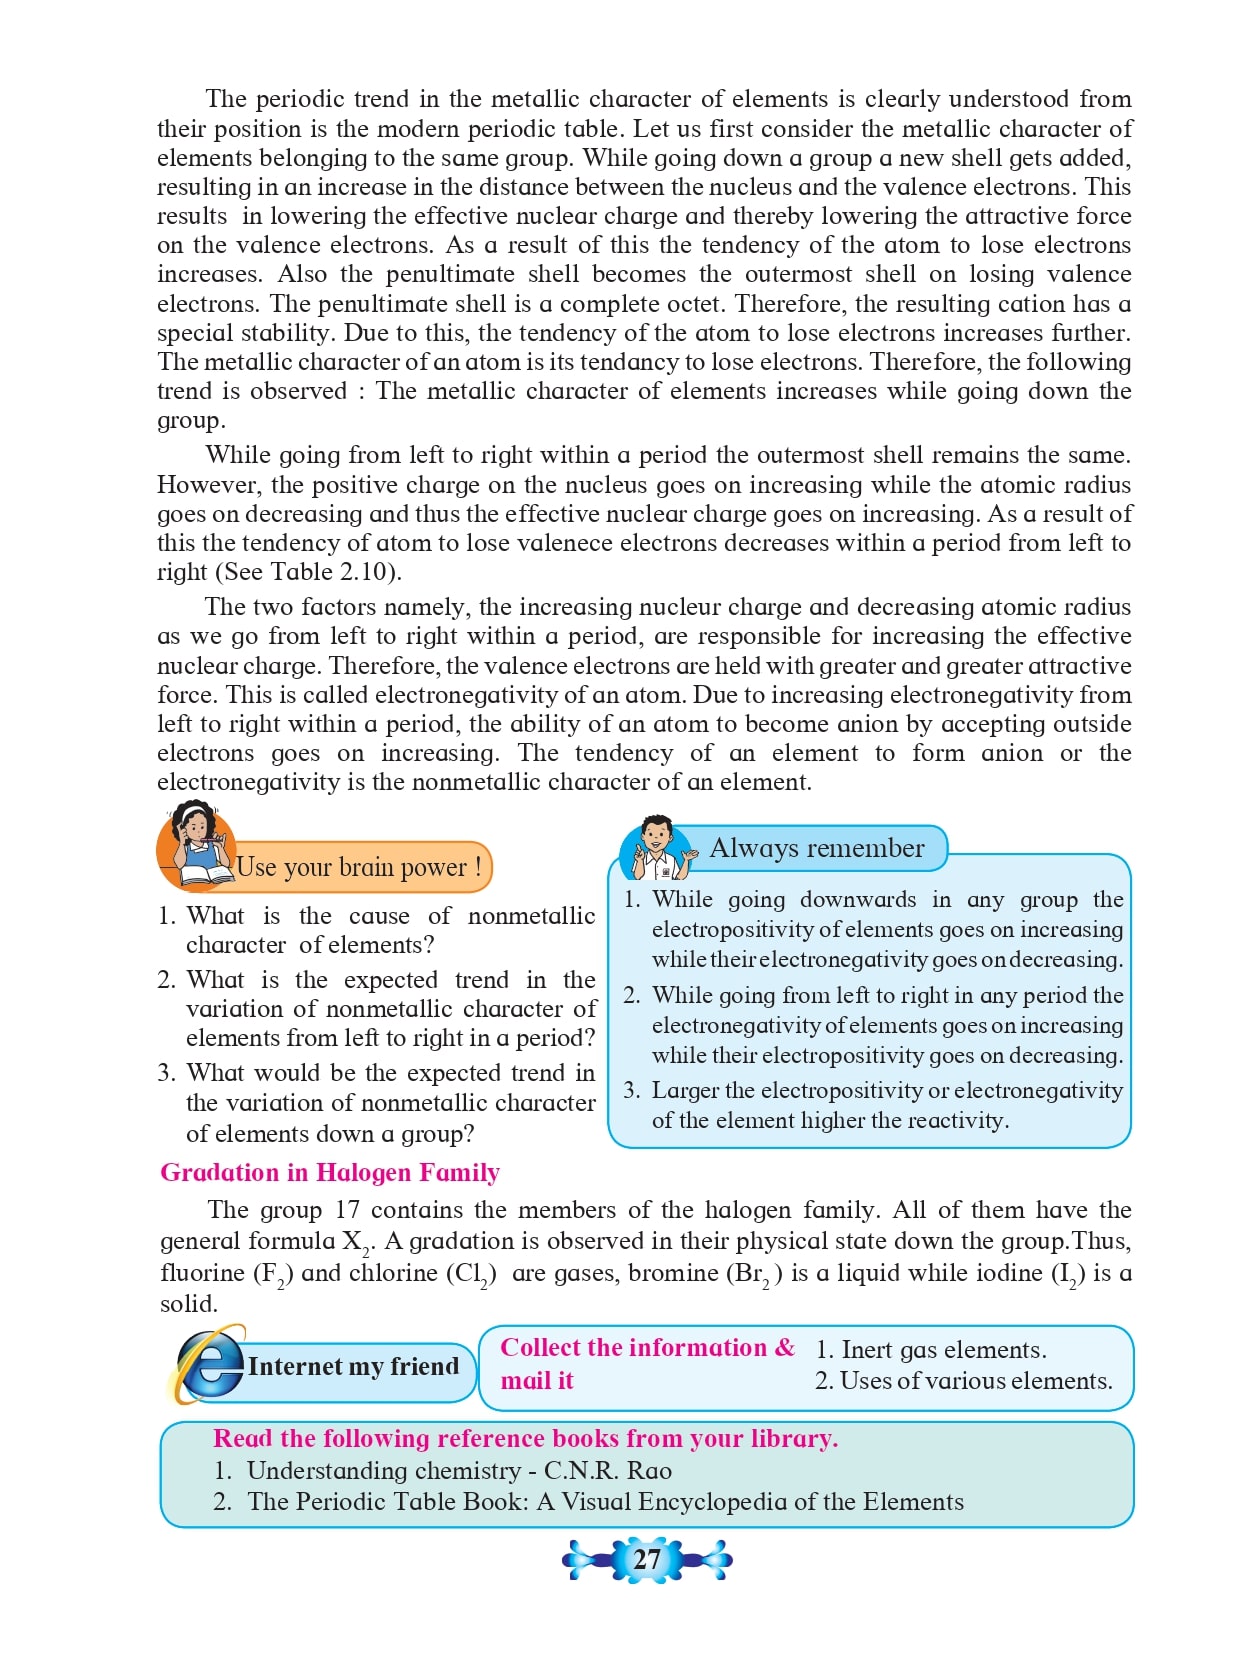 The periodic trend in the metallic character of elements is clearly understood from
their position is the modern periodic table. Let us first consider the metallic character of
elements belonging to the same group. While going down a group a new shell gets added,
resulting in an increase in the distance between the nucleus and the valence electrons. This
results in lowering the effective nuclear charge and thereby lowering the attractive force
on the valence electrons. As a result of this the tendency of the atom to lose electrons
increases. Also the penultimate shell becomes the outermost shell on losing valence
electrons. The penultimate shell is a complete octet. Therefore, the resulting cation has a
special stability. Due to this, the tendency of the atom to lose electrons increases further.
The metallic character of an atom is its tendancy to lose electrons. Therefore, the following
trend is observed : The metallic character of elements increases while going down the
group.
While going from left to right within a period the outermost shell remains the same.
However, the positive charge on the nucleus goes on increasing while the atomic radius
goes on decreasing and thus the effective nuclear charge goes on increasing. As a result of
this the tendency of atom to lose valenece electrons decreases within a period from left to
right (See Table 2.10).
The two factors namely, the increasing nucleur charge and decreasing atomic radius
as we go from left to right within a period, are responsible for increasing the effective
nuclear charge. Therefore, the valence electrons are held with greater and greater attractive
force. This is called electronegativity of an atom. Due to increasing electronegativity from
left to right within a period, the ability of an atom to become anion by accepting outside
electrons goes on increasing. The tendency of an element to form anion or the
electronegativity is the nonmetallic character of an element.
Use your brain power !
1. What is the cause of nonmetallic
character of elements?
2. What is the expected trend in the
variation of nonmetallic character of
elements from left to right in a period?
3. What would be the expected trend in
the variation of nonmetallic character
of elements down a group?
Always remember
1. While going downwards in any group the
electropositivity of elements goes on increasing
while their electronegativity goes on decreasing.
2. While going from left to right in any period the
electronegativity of elements goes on increasing
while their electropositivity goes on decreasing.
3. Larger the electropositivity or electronegativity
of the element higher the reactivity.
Gradation in Halogen Family
The group 17 contains the members of the halogen family. All of them have the
general formula X₂. A gradation is observed in their physical state down the group.Thus,
fluorine (F₂) and chlorine (Cl₂) are gases, bromine (Br₂ ) is a liquid while iodine (I₂) is a
solid.
Internet my friend
Collect the information &
mail it
1. Inert gas elements.
2. Uses of various elements.
Read the following reference books from your library.
1. Understanding chemistry - C.N.R. Rao
2. The Periodic Table Book: A Visual Encyclopedia of the Elements
27